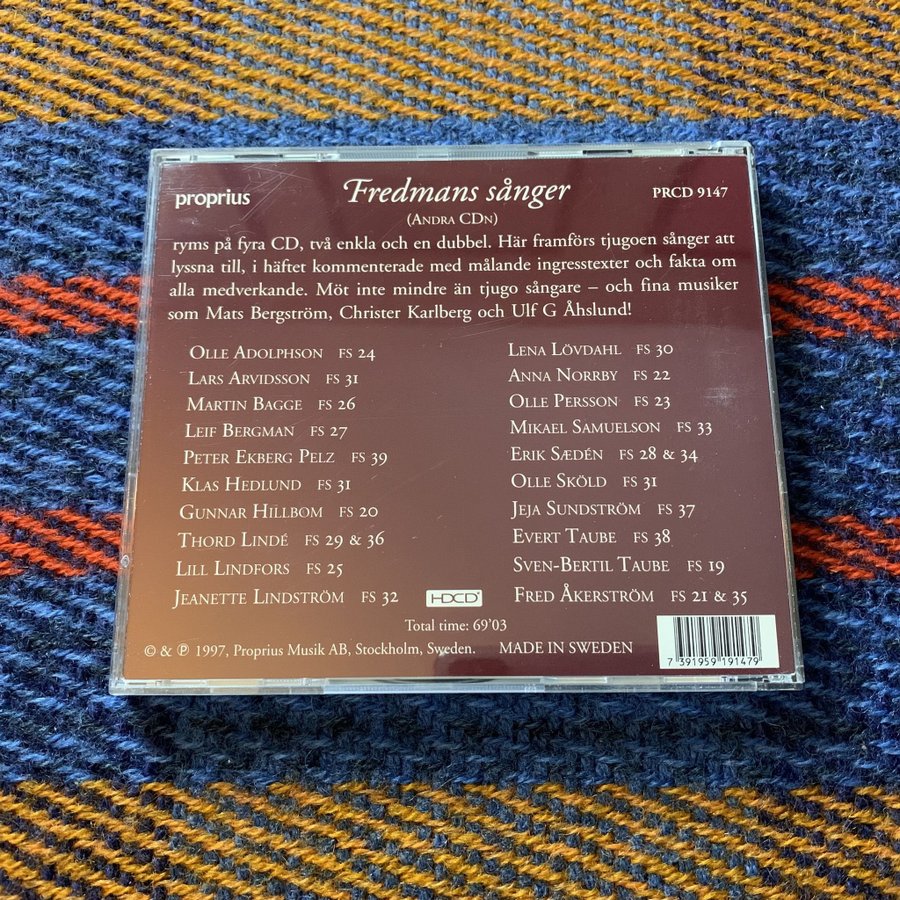 proprius Fredmans sånger PRCD 9147
(ANDRA CDN)
ryms på fyra CD, två enkla och en dubbel. Här framförs tjugoen sånger att
lyssna till, i häftet kommenterade med målande ingresstexter och fakta om
alla medverkande. Möt inte mindre än tjugo sångare – och fina musiker
som Mats Bergström, Christer Karlberg och Ulf G Åhslund!
OLLE ADOLPHSON FS 24
LARS ARVIDSSON FS 31
MARTIN BAGGE FS 26
LEIF BERGMAN FS 27
PETER EKBERG PELZ FS 39
KLAS HEDLUND FS 31
GUNNAR HILLBOM FS 20
THORD LINDÉ FS 29 & 36
LILL LINDFORS FS 25
JEANETTE LINDSTRÖM FS 32
LENA LÖVDAHL FS 30
ANNA NORRBY FS 22
OLLE PERSSON FS 23
MIKAEL SAMUELSON FS 33
ERIK SÆDÉN FS 28 & 34
OLLE SKÖLD FS 31
JEJA SUNDSTRÖM FS 37
EVERT TAUBE FS 38
SVEN-BERTIL TAUBE FS 19
FRED ÅKERSTRÖM FS 21 & 35
HDCD
Total time: 69'03
© & ℗ 1997, Proprius Musik AB, Stockholm, Sweden. MADE IN SWEDEN
7 391959 191479